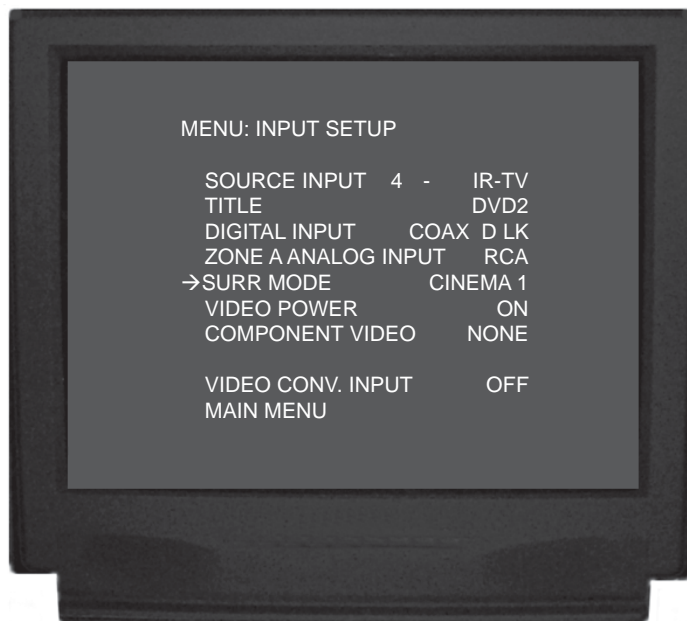 MENU: INPUT SETUP
SOURCE INPUT 4 - IR-TV
TITLE DVD2
DIGITAL INPUT COAX D LK
ZONE A ANALOG INPUT RCA
→SURR MODE CINEMA 1
VIDEO POWER ON
COMPONENT VIDEO NONE
VIDEO CONV. INPUT OFF
MAIN MENU